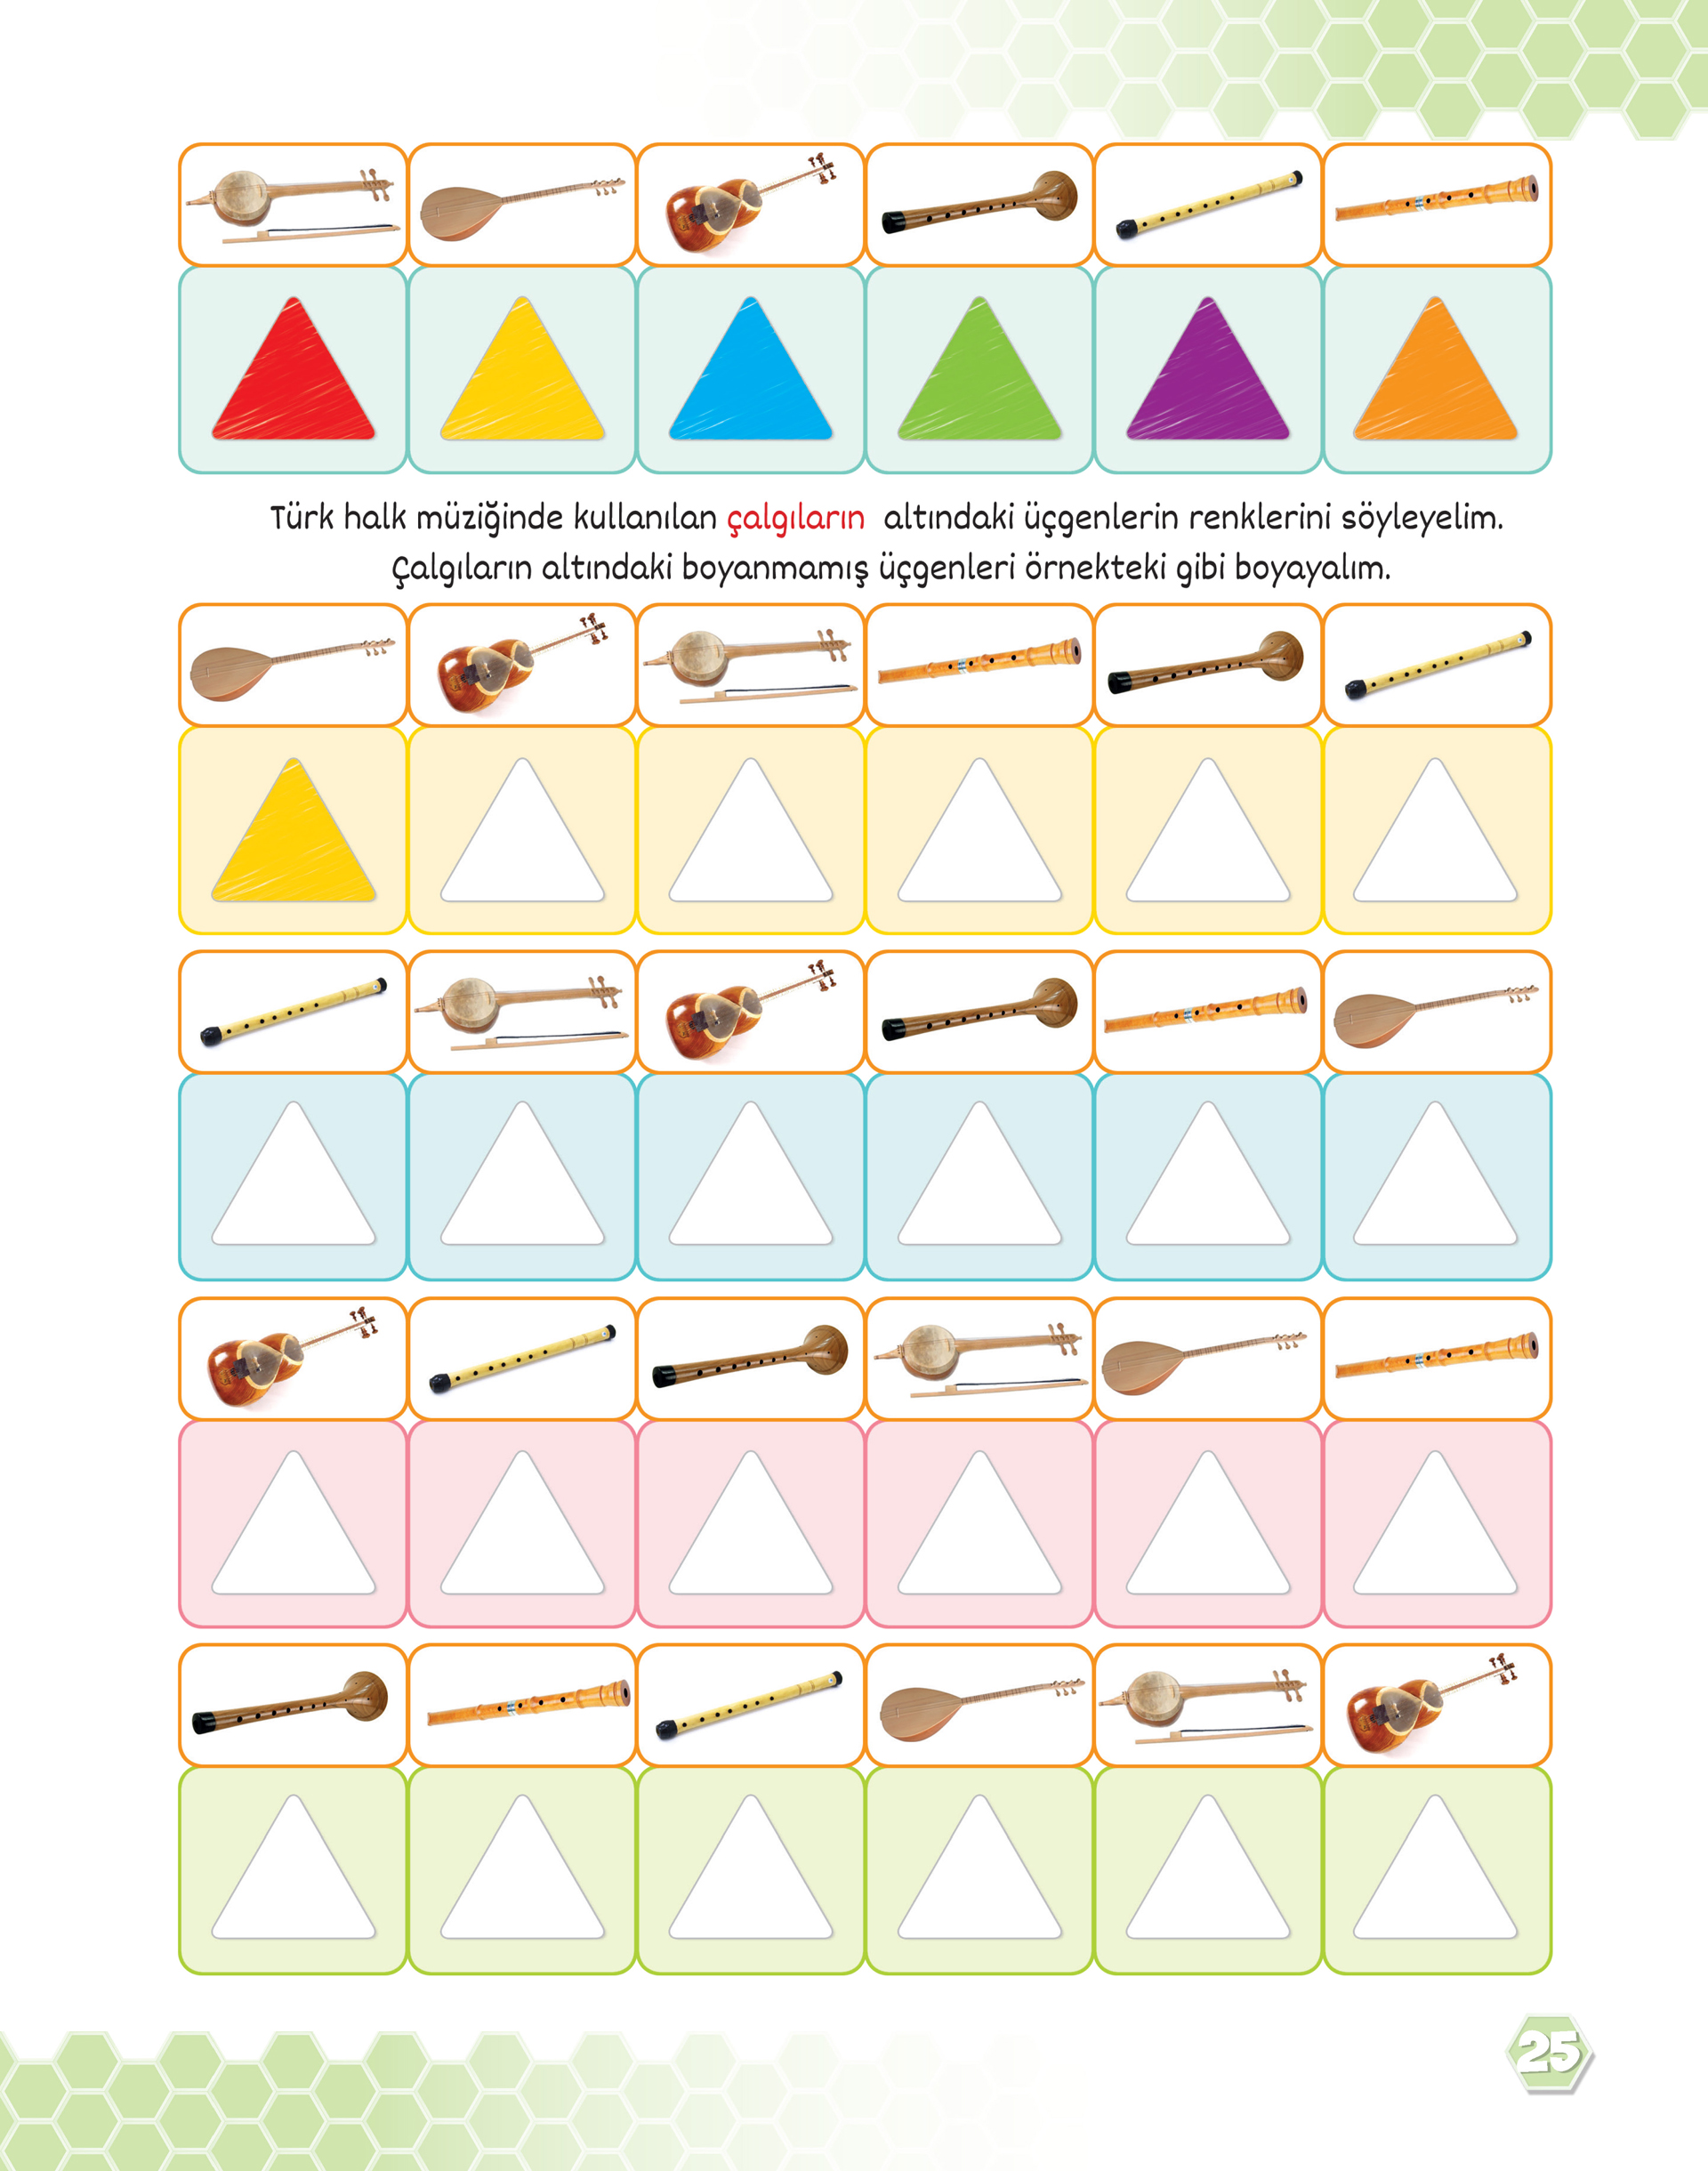 Türk halk müziğinde kullanılan çalgıların altındaki üçgenlerin renklerini söyleyelim.
Çalgıların altındaki boyanmamış üçgenleri örnekteki gibi boyayalım.
25